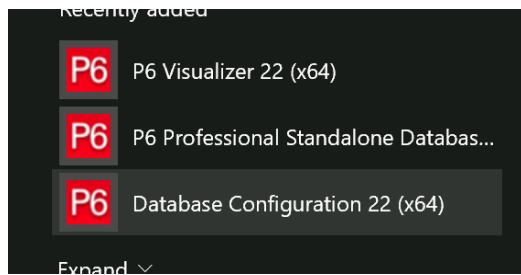 Recently added
P6 P6 Visualizer 22 (x64)
P6 P6 Professional Standalone Databas...
P6 Database Configuration 22 (x64)
Expand